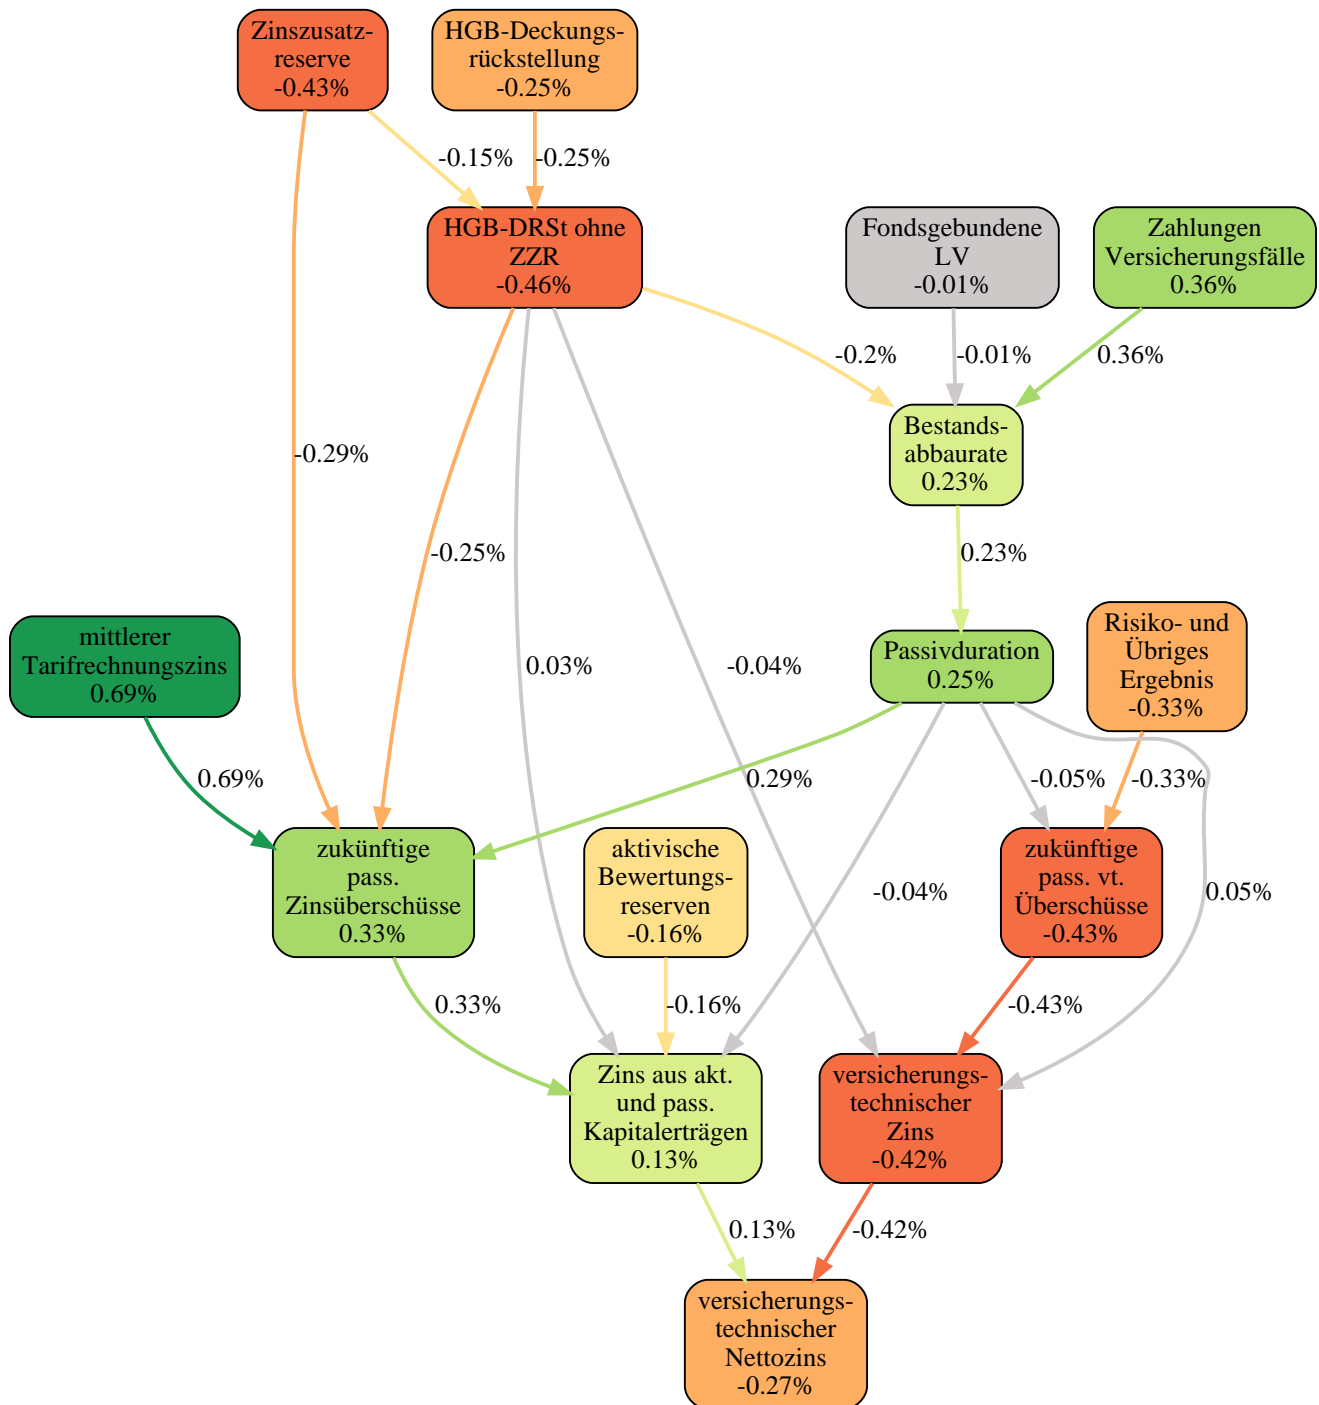 Zinszusatz-
reserve
-0.43%
HGB-Deckungs-
rückstellung
-0.25%
-0.15%
-0.25%
HGB-DRSt ohne
ZZR
-0.46%
Fondsgebundene
LV
-0.01%
Zahlungen
Versicherungsfälle
0.36%
-0.2%
-0.01%
0.36%
Bestands-
abbaurate
0.23%
-0.29%
-0.25%
0.23%
mittlerer
Tarifrechnungszins
0.69%
0.03%
-0.04%
Passivduration
0.25%
Risiko- und
Übriges
Ergebnis
-0.33%
0.69%
0.29%
-0.05%
-0.33%
zukünftige
pass.
Zinsüberschüsse
0.33%
aktivische
Bewertungs-
reserven
-0.16%
-0.04%
zukünftige
pass. vt.
Überschüsse
-0.43%
0.05%
0.33%
-0.16%
-0.43%
Zins aus akt.
und pass.
Kapitalerträgen
0.13%
versicherungs-
technischer
Zins
-0.42%
0.13%
-0.42%
versicherungs-
technischer
Nettozins
-0.27%